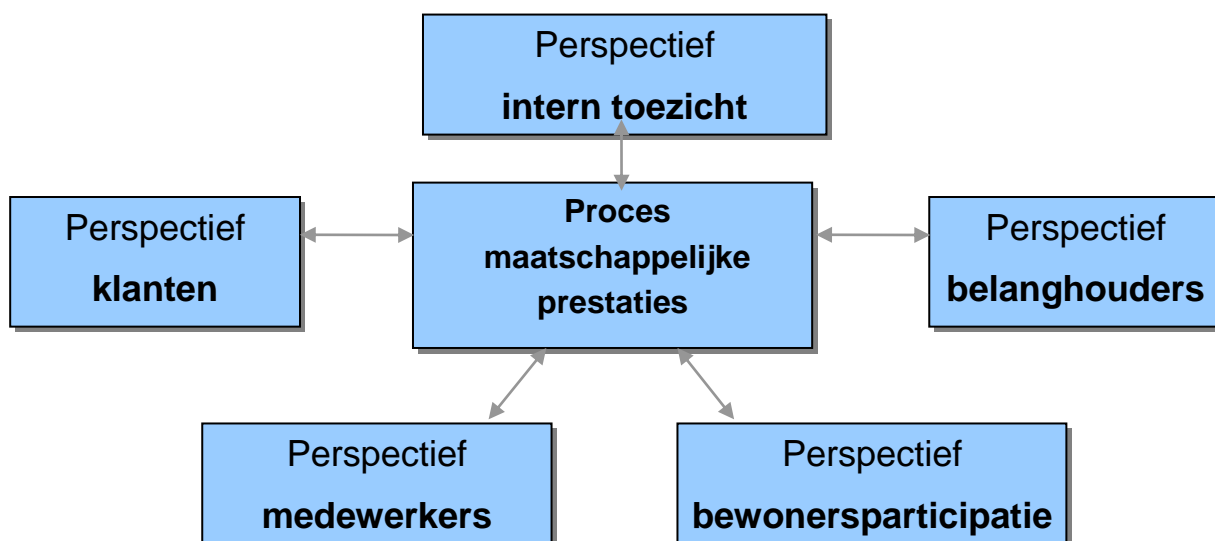 Perspectief
intern toezicht
Perspectief
klanten
Proces
maatschappelijke
prestaties
Perspectief
belanghouders
Perspectief
medewerkers
Perspectief
bewonersparticipatie